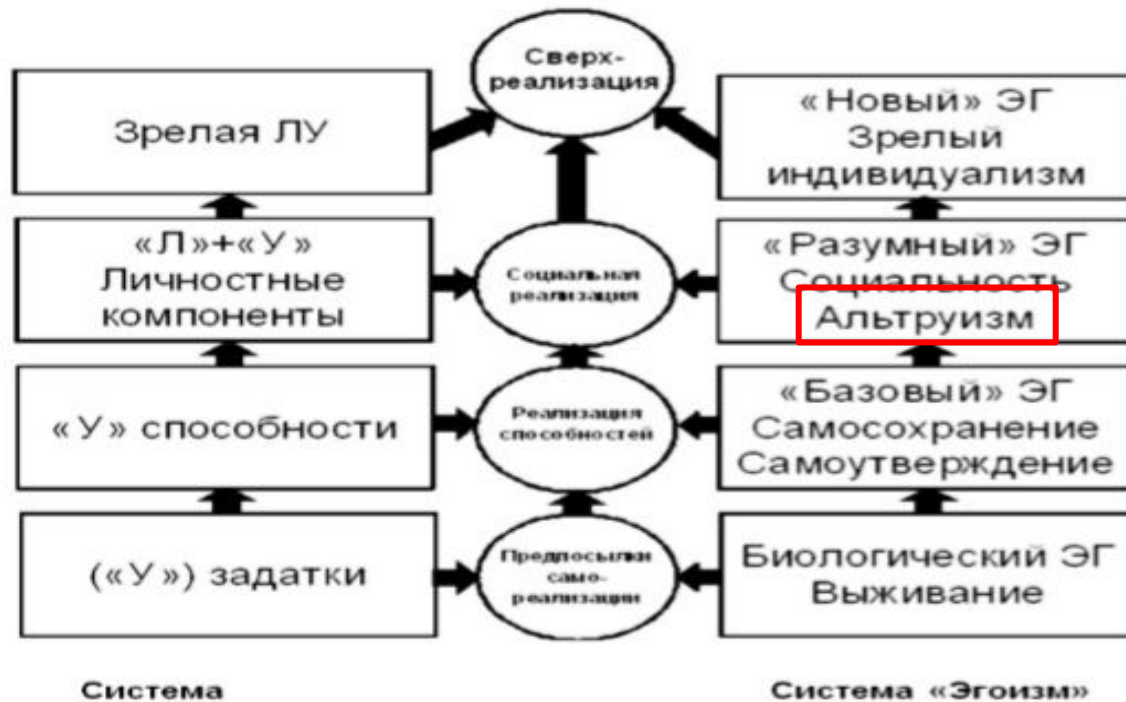 Сверх-
реализация
Зрелая ЛУ
«Новый» ЭГ
Зрелый
индивидуализм
«Л»+«У»
Личностные
компоненты
Социальная
реализация
«Разумный» ЭГ
Социальность
Альтруизм
«У» способности
Реализация
способностей
«Базовый» ЭГ
Самосохранение
Самоутверждение
(«У») задатки
Предпосылки
само-
реализации
Биологический ЭГ
Выживание
Система
Система «Эгоизм»